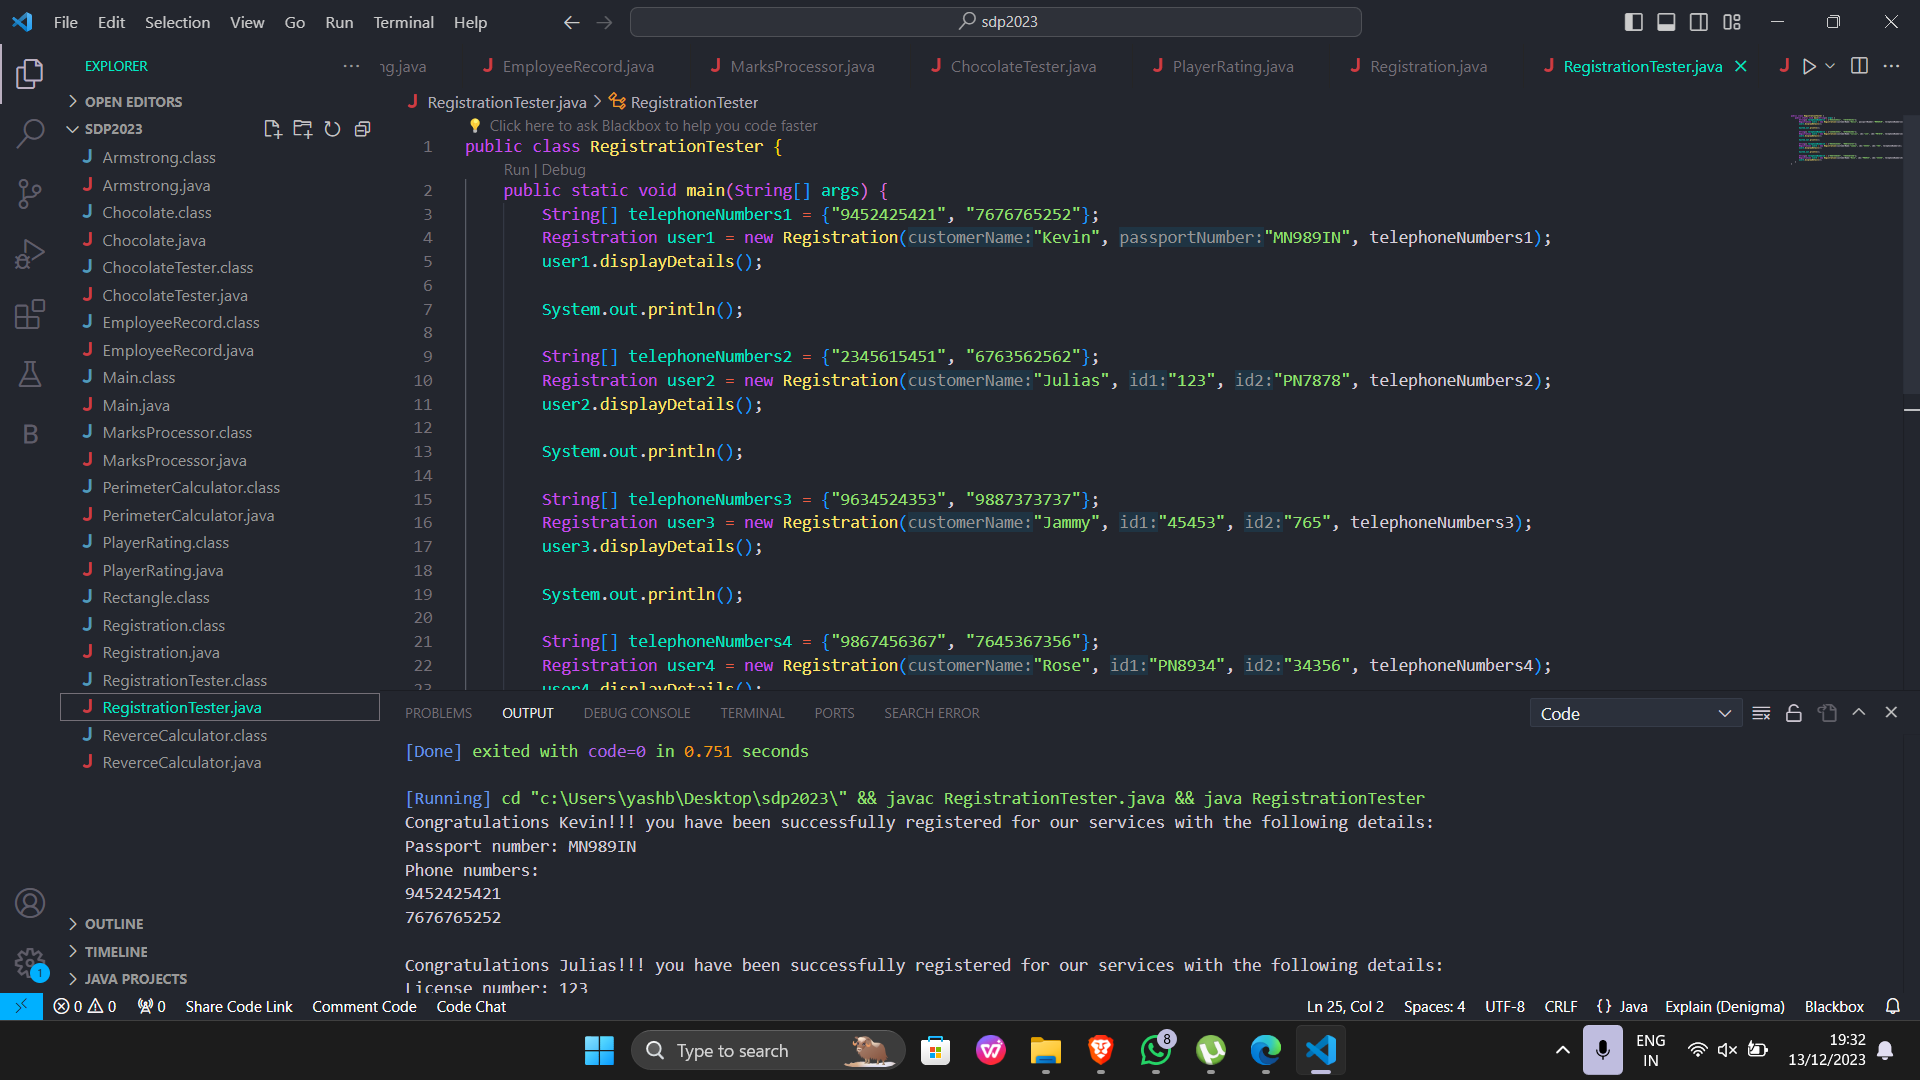 File Edit Selection View Go Run Terminal Help
sdp2023
EXPLORER
ng.java EmployeeRecord.java MarksProcessor.java ChocolateTester.java PlayerRating.java Registration.java RegistrationTester.java
OPEN EDITORS
SDP2023
Armstrong.class
Armstrong.java
Chocolate.class
Chocolate.java
ChocolateTester.class
ChocolateTester.java
EmployeeRecord.class
EmployeeRecord.java
Main.class
Main.java
MarksProcessor.class
MarksProcessor.java
PerimeterCalculator.class
PerimeterCalculator.java
PlayerRating.class
PlayerRating.java
Rectangle.class
Registration.class
Registration.java
RegistrationTester.class
RegistrationTester.java
ReverceCalculator.class
ReverceCalculator.java
OUTLINE
TIMELINE
JAVA PROJECTS
RegistrationTester.java > RegistrationTester
Click here to ask Blackbox to help you code faster
1 public class RegistrationTester {
Run | Debug
2 public static void main(String[] args) {
3 String[] telephoneNumbers1 = {"9452425421", "7676765252"};
4 Registration user1 = new Registration(customerName:"Kevin", passportNumber:"MN989IN", telephoneNumbers1);
5 user1.displayDetails();
6
7 System.out.println();
8
9 String[] telephoneNumbers2 = {"2345615451", "6763562562"};
10 Registration user2 = new Registration(customerName:"Julias", id1:"123", id2:"PN7878", telephoneNumbers2);
11 user2.displayDetails();
12
13 System.out.println();
14
15 String[] telephoneNumbers3 = {"9634524353", "9887373737"};
16 Registration user3 = new Registration(customerName:"Jammy", id1:"45453", id2:"765", telephoneNumbers3);
17 user3.displayDetails();
18
19 System.out.println();
20
21 String[] telephoneNumbers4 = {"9867456367", "7645367356"};
22 Registration user4 = new Registration(customerName:"Rose", id1:"PN8934", id2:"34356", telephoneNumbers4);
23 user4.displayDetails();
PROBLEMS OUTPUT DEBUG CONSOLE TERMINAL PORTS SEARCH ERROR
Code
[Done] exited with code=0 in 0.751 seconds
[Running] cd "c:\Users\yashb\Desktop\sdp2023\" && javac RegistrationTester.java && java RegistrationTester
Congratulations Kevin!!! you have been successfully registered for our services with the following details:
Passport number: MN989IN
Phone numbers:
9452425421
7676765252
Congratulations Julias!!! you have been successfully registered for our services with the following details:
License number: 123
1
0 0 0 Share Code Link Comment Code Code Chat
Ln 25, Col 2 Spaces: 4 UTF-8 CRLF {} Java Explain (Denigma) Blackbox
Type to search
8
ENG
IN
19:32
13/12/2023